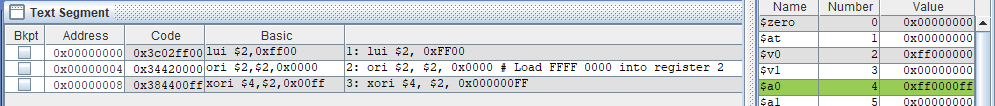 Text Segment
Bkpt Address Code Basic
0x00000000 0x3c02ff00 lui $2,0xff00 1: lui $2, 0xFF00
0x00000004 0x34420000 ori $2,$2,0x0000 2: ori $2, $2, 0x0000 # Load FFFF 0000 into register 2
0x00000008 0x384400ff xori $4,$2,0x00ff 3: xori $4, $2, 0x000000FF
Name Number Value
$zero 0 0x00000000
$at 1 0x00000000
$v0 2 0xff000000
$v1 3 0x00000000
$a0 4 0xff0000ff
$a1 5 0x00000000